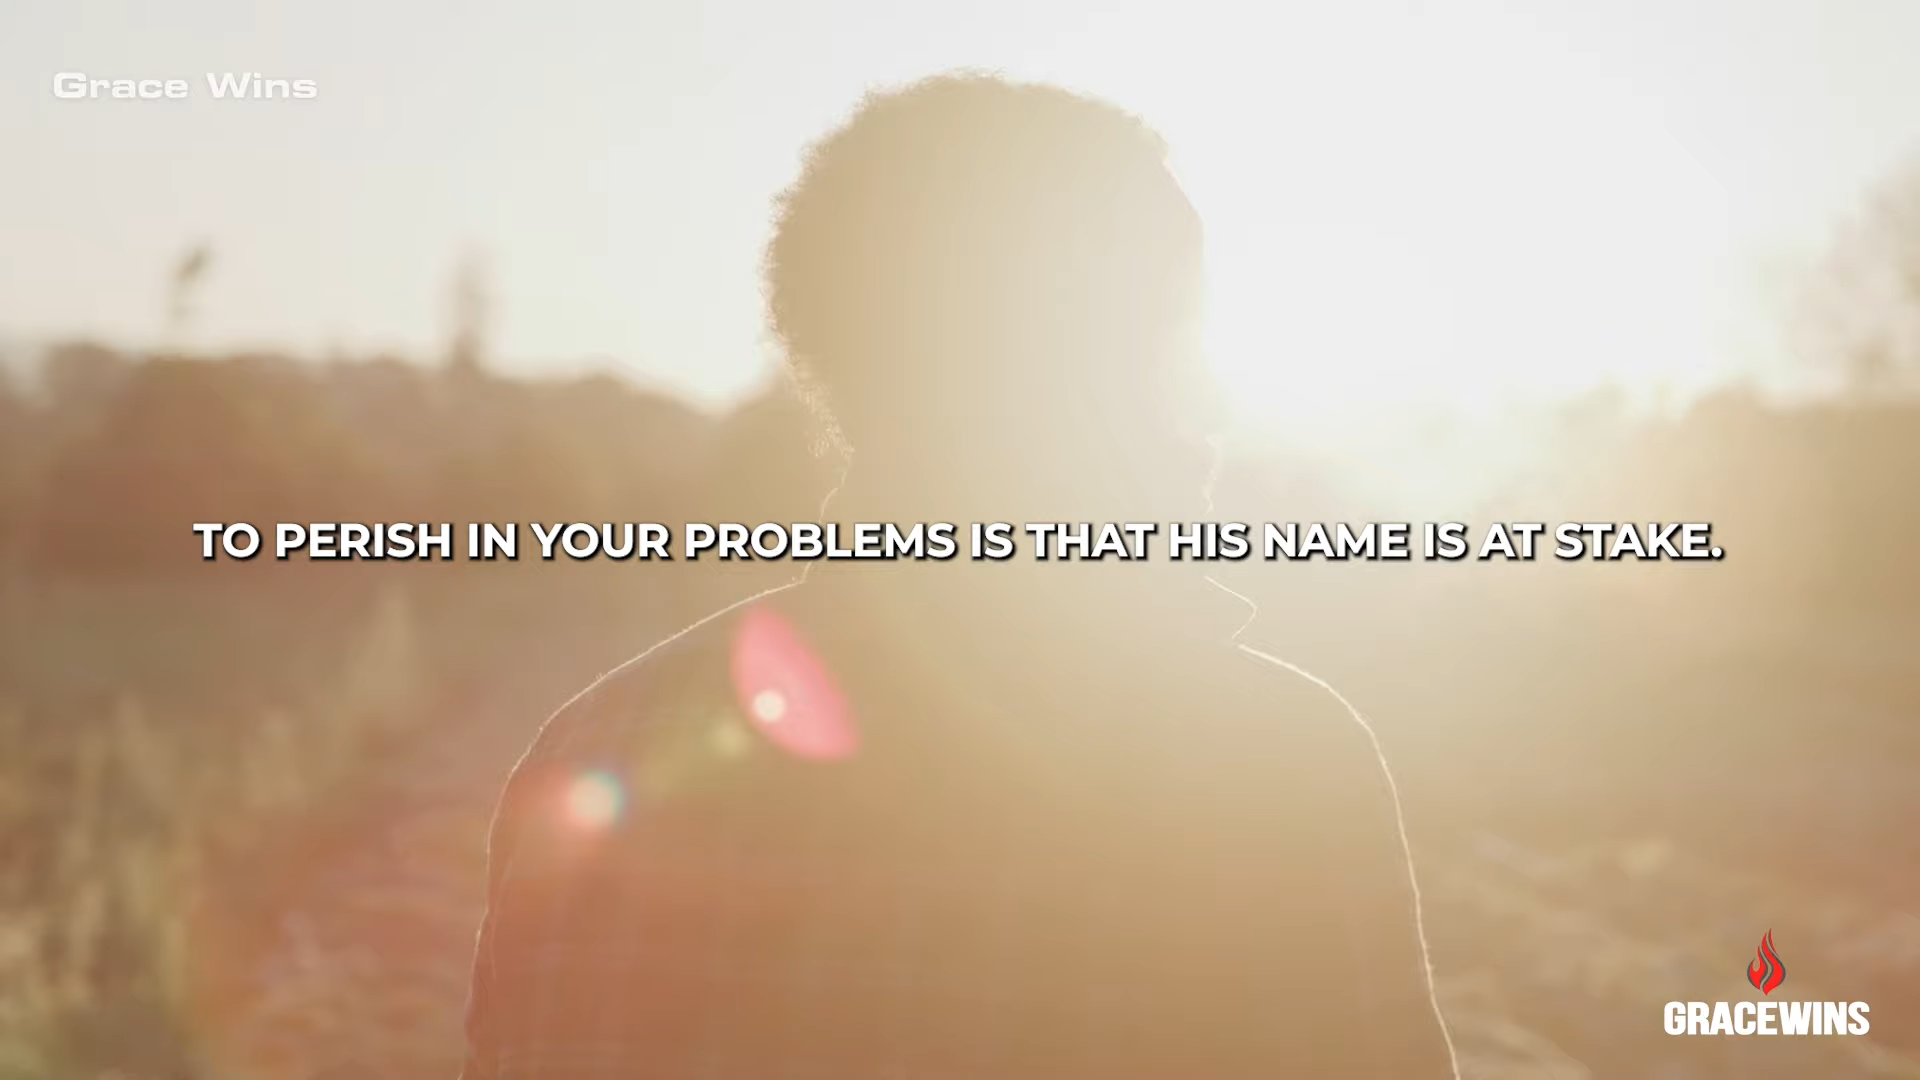 Grace Wins
TO PERISH IN YOUR PROBLEMS IS THAT HIS NAME IS AT STAKE.
GRACEWINS